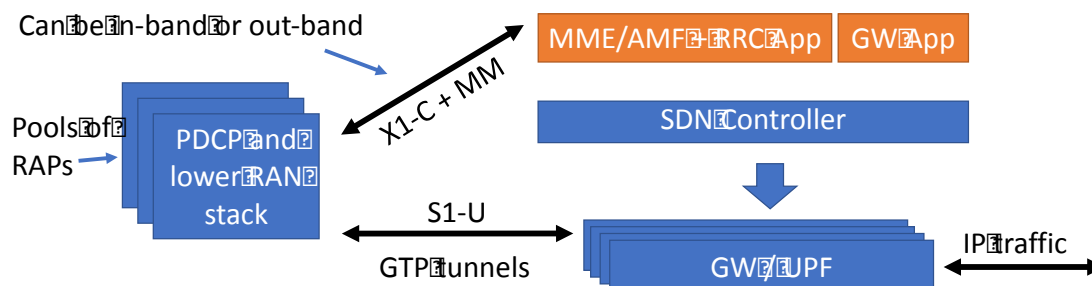 Can be in-band or out-band
MME/AMF + RRC App
GW App
X1-C + MM
SDN Controller
Pools of
RAPs
PDCP and
lower RAN
stack
S1-U
GTP tunnels
GW / UPF
IP traffic